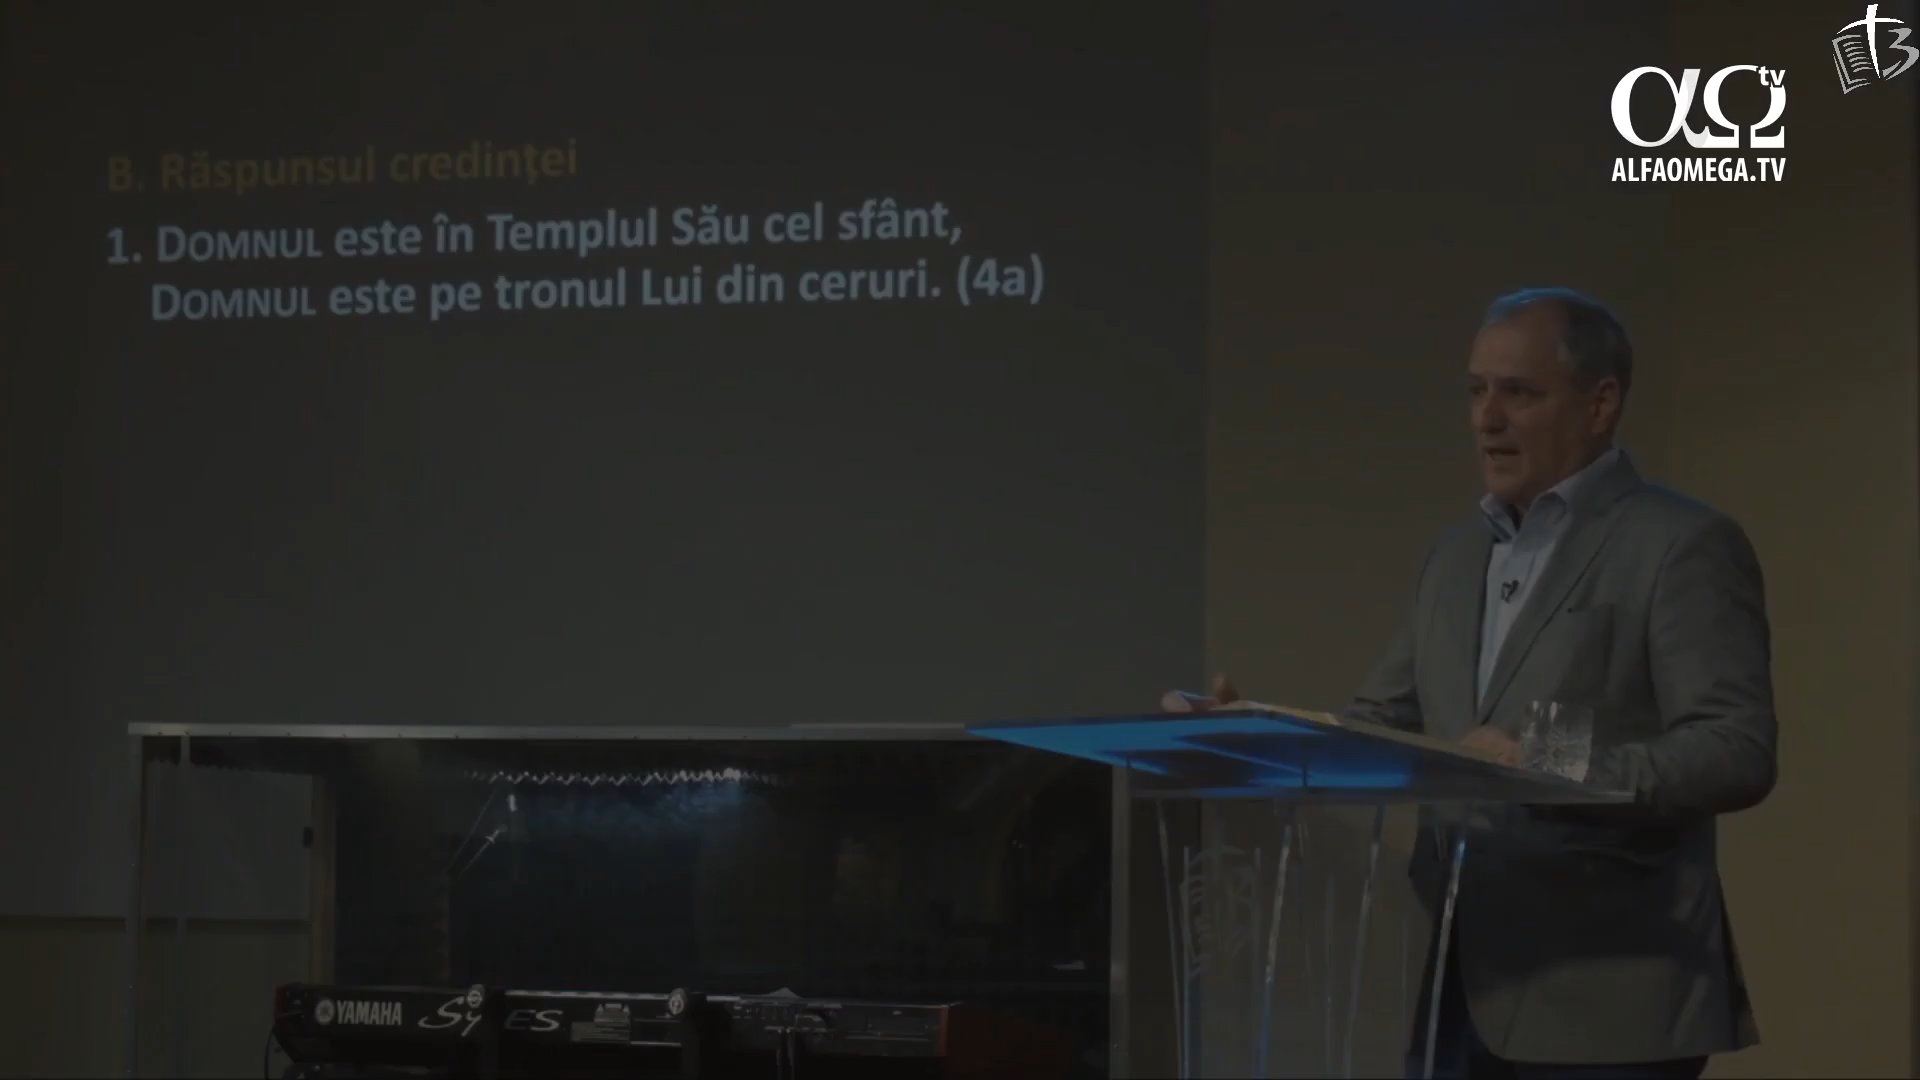 B. Răspunsul credinței
1. DOMNUL este în Templul Său cel sfânt,
DOMNUL este pe tronul Lui din ceruri. (4a)
αΩ tv
ALFAOMEGA.TV
3
YAMAHA